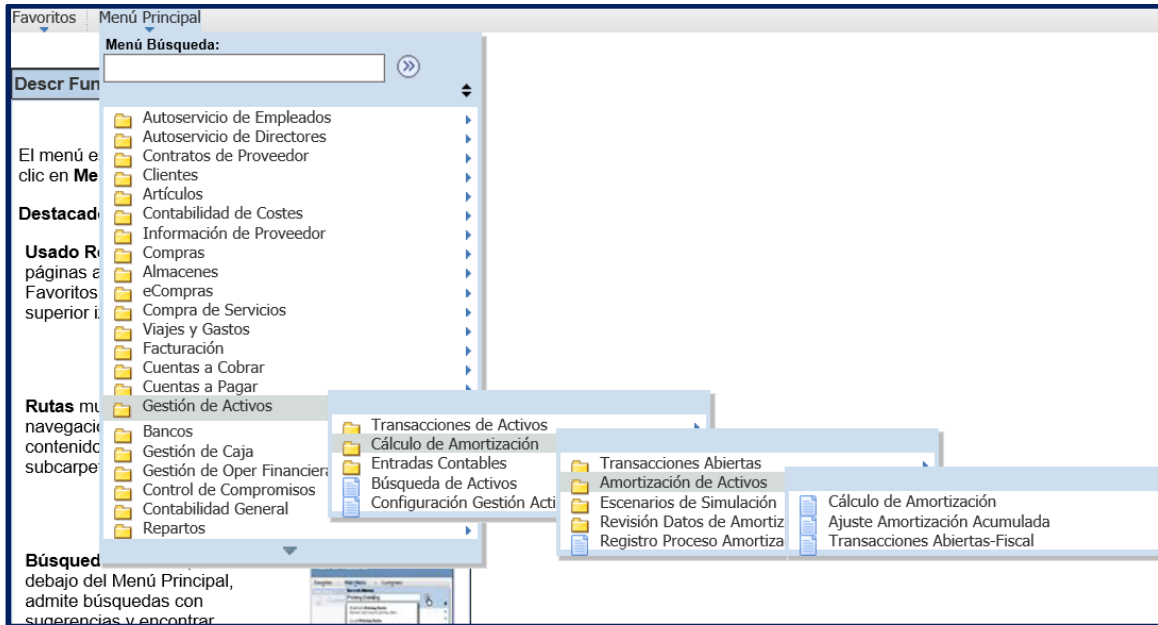 Favoritos Menú Principal
Menú Búsqueda:
Descr Fun
Autoservicio de Empleados
Autoservicio de Directores
Contratos de Proveedor
Clientes
Artículos
Contabilidad de Costes
Información de Proveedor
Compras
Almacenes
eCompras
Compra de Servicios
Viajes y Gastos
Facturación
Cuentas a Cobrar
Cuentas a Pagar
Gestión de Activos
Bancos
Gestión de Caja
Gestión de Oper Financiera
Control de Compromisos
Contabilidad General
Repartos
Transacciones de Activos
Cálculo de Amortización
Entradas Contables
Búsqueda de Activos
Configuración Gestión Acti
Transacciones Abiertas
Amortización de Activos
Escenarios de Simulación
Revisión Datos de Amortiz
Registro Proceso Amortiza
Cálculo de Amortización
Ajuste Amortización Acumulada
Transacciones Abiertas-Fiscal
El menú e
clic en Me
Destacad
Usado R
páginas a
Favoritos
superior i
Rutas mu
navegació
contenido
subcarpe
Búsqued
debajo del Menú Principal,
admite búsquedas con
sugerencias y encontrar